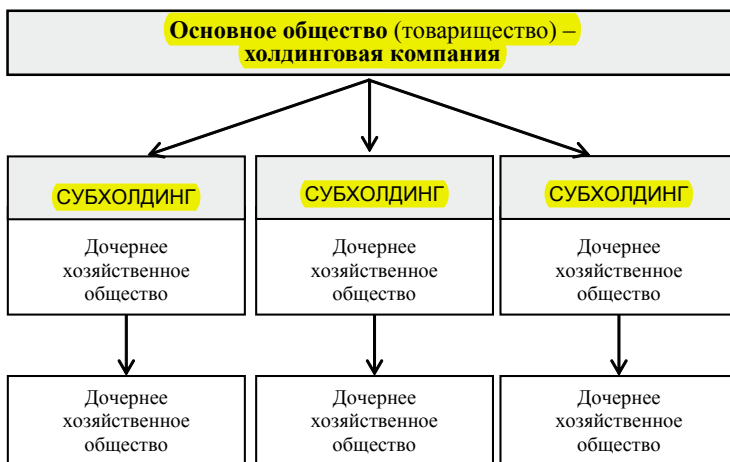 Основное общество (товарищество) –
холдинговая компания
СУБХОЛДИНГ
СУБХОЛДИНГ
СУБХОЛДИНГ
Дочернее
хозяйственное
общество
Дочернее
хозяйственное
общество
Дочернее
хозяйственное
общество
Дочернее
хозяйственное
общество
Дочернее
хозяйственное
общество
Дочернее
хозяйственное
общество